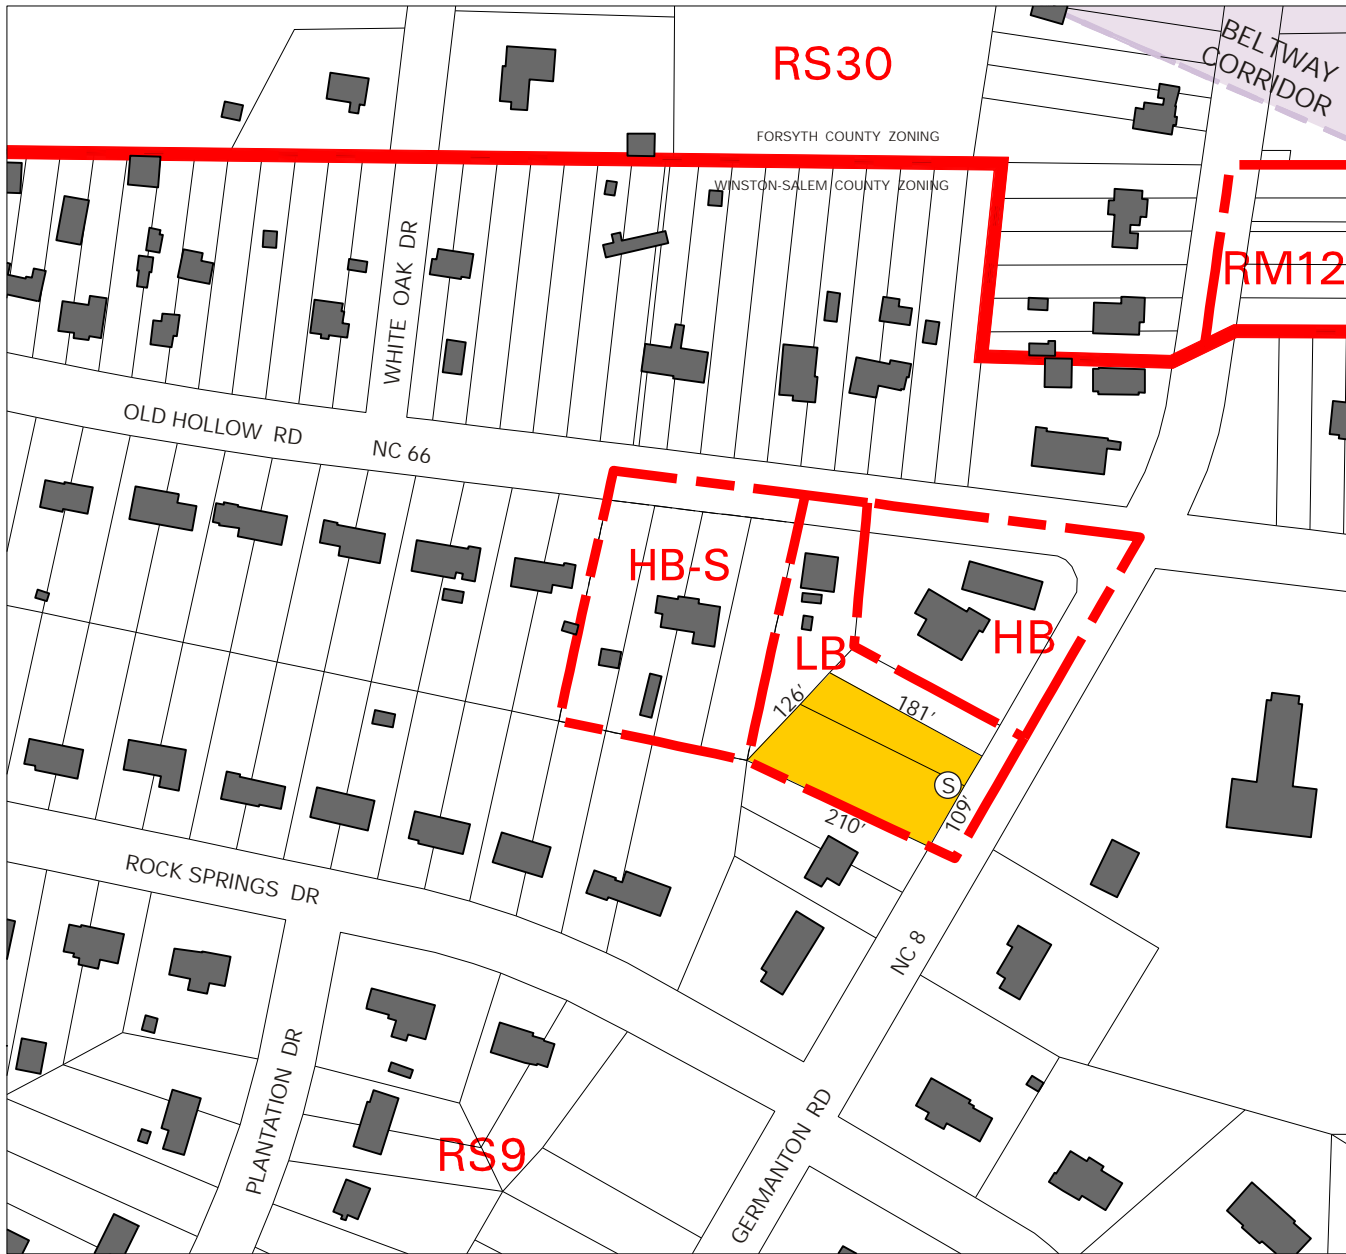 BELTWAY
CORRIDOR
RS30
FORSYTH COUNTY ZONING
WINSTON-SALEM COUNTY ZONING
RM12
WHITE OAK DR
OLD HOLLOW RD
NC 66
HB-S
LB
HB
126'
181'
S
109'
210'
ROCK SPRINGS DR
NC 8
PLANTATION DR
RS9
GERMANTON RD